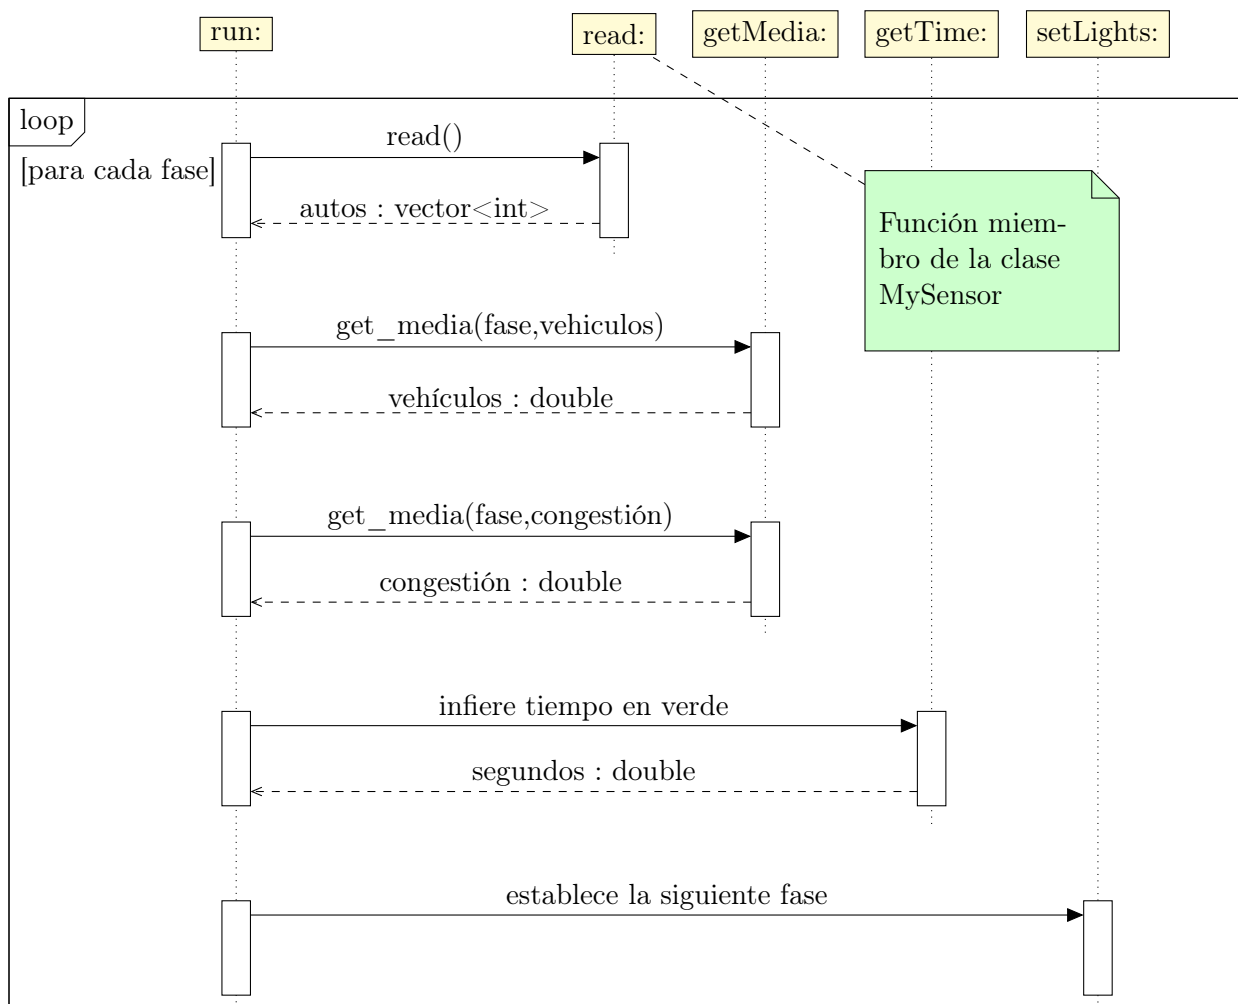 run:
read:
getMedia:
getTime:
setLights:
loop
[para cada fase]
read()
autos : vector<int>
Función miem-
bro de la clase
MySensor
get_media(fase,vehiculos)
vehículos : double
get_media(fase,congestión)
congestión : double
infiere tiempo en verde
segundos : double
establece la siguiente fase